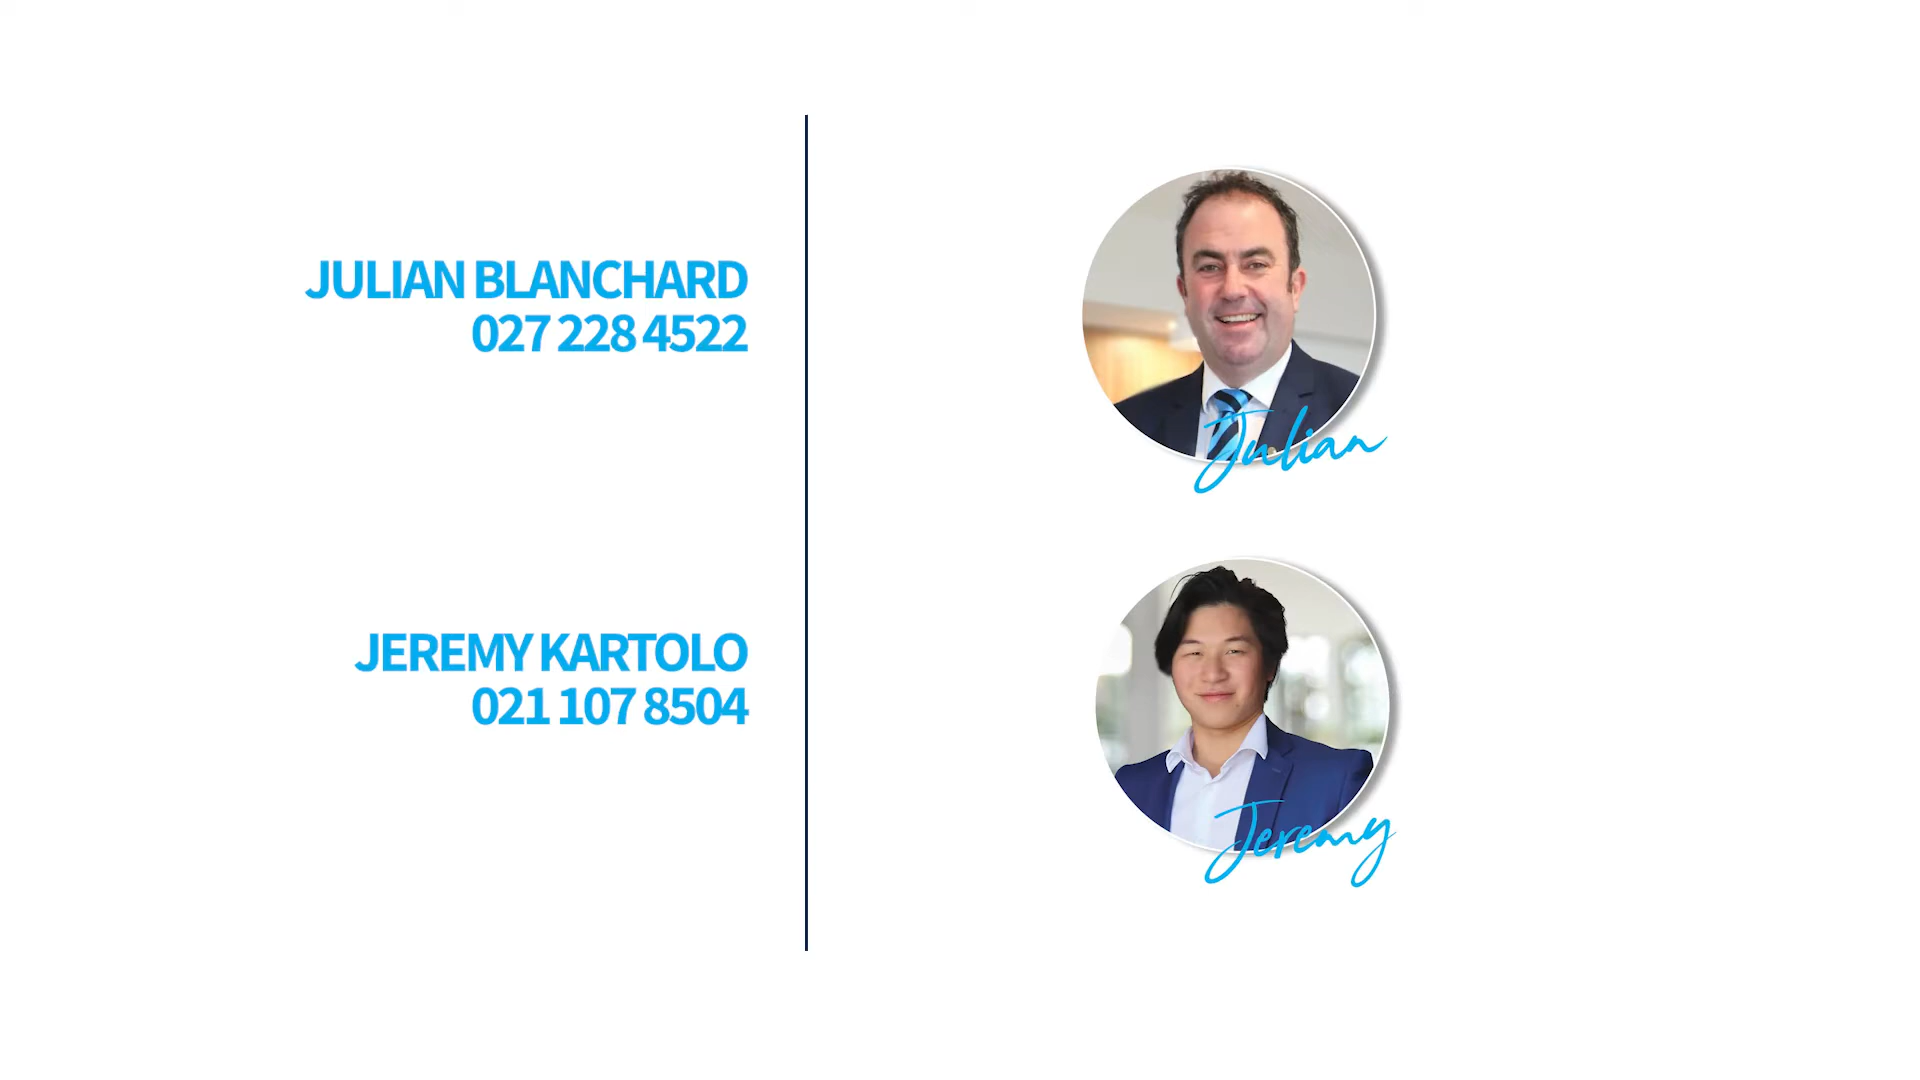 JULIAN BLANCHARD
027 228 4522
Julian
JEREMY KARTOLO
021 107 8504
Jeremy